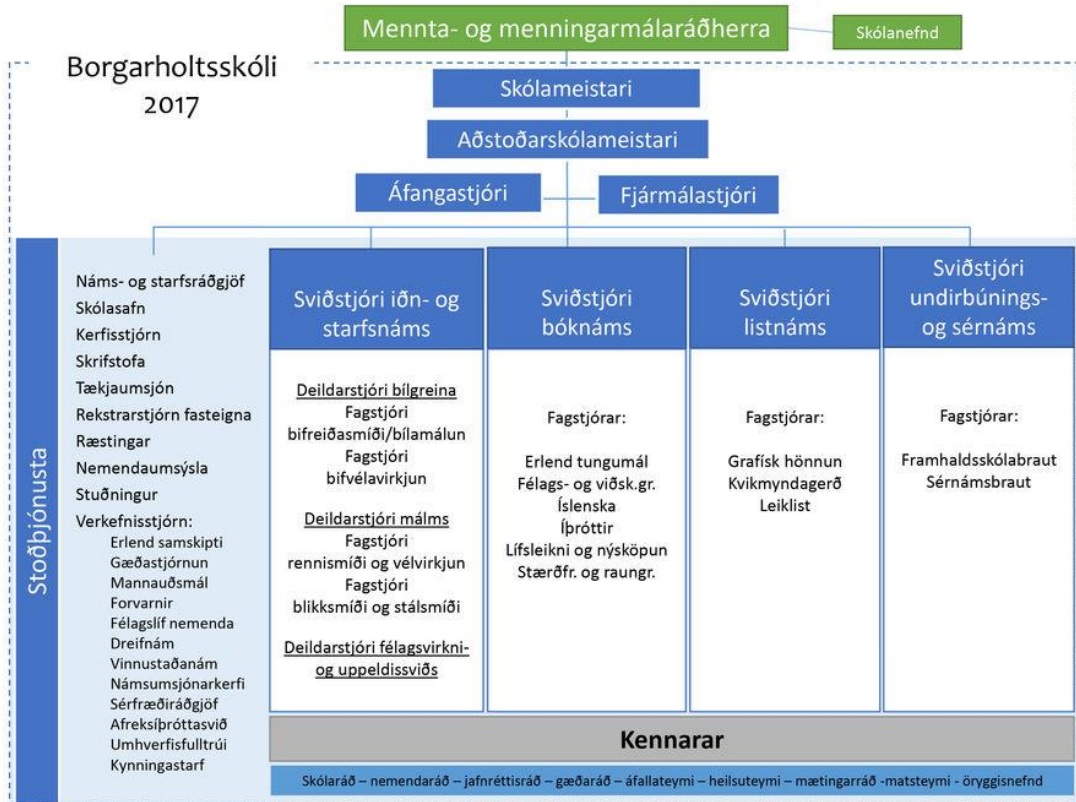 Mennta- og menningarmálaráðherra
Skólanefnd
Borgarholtsskóli
2017
Skólameistari
Aðstoðarskólameistari
Áfangastjóri
Fjármálastjóri
Stoðþjónusta
Náms- og starfsráðgjöf
Skólasafn
Kerfisstjórn
Skrifstofa
Tækjaumsjón
Rekstrarstjórn fasteigna
Ræstingar
Nemendaumsýsla
Stuðningur
Verkefnisstjórn:
Erlend samskipti
Gæðastjórnun
Mannauðsmál
Forvarnir
Félagslíf nemenda
Dreifnám
Vinnustaðanám
Námsumsjónarkerfi
Sérfræðiráðgjöf
Afreksíþróttasvið
Umhverfisfulltrúi
Kynningastarf
Sviðstjóri iðn- og
starfsnáms
Deildarstjóri bílgreina
Fagstjóri
bifreiðasmíði/bílamálun
Fagstjóri
bifvélavirkjun
Deildarstjóri málms
Fagstjóri
rennismíði og vélvirkjun
Fagstjóri
blikksmíði og stálsmíði
Deildarstjóri félagsvirkni-
og uppeldissviðs
Sviðstjóri
bóknáms
Fagstjórar:
Erlend tungumál
Félags- og viðsk.gr.
Íslenska
Íþróttir
Lífsleikni og nýsköpun
Stærðfr. og raungr.
Sviðstjóri
listnáms
Fagstjórar:
Grafísk hönnun
Kvikmyndagerð
Leiklist
Sviðstjóri
undirbúnings-
og sérnáms
Fagstjórar:
Framhaldsskólabraut
Sérnámsbraut
Kennarar
Skólaráð – nemendaráð – jafnréttisráð – gæðaráð – áfallateymi – heilsuteymi – mætingarráð -matsteymi - öryggisnefnd